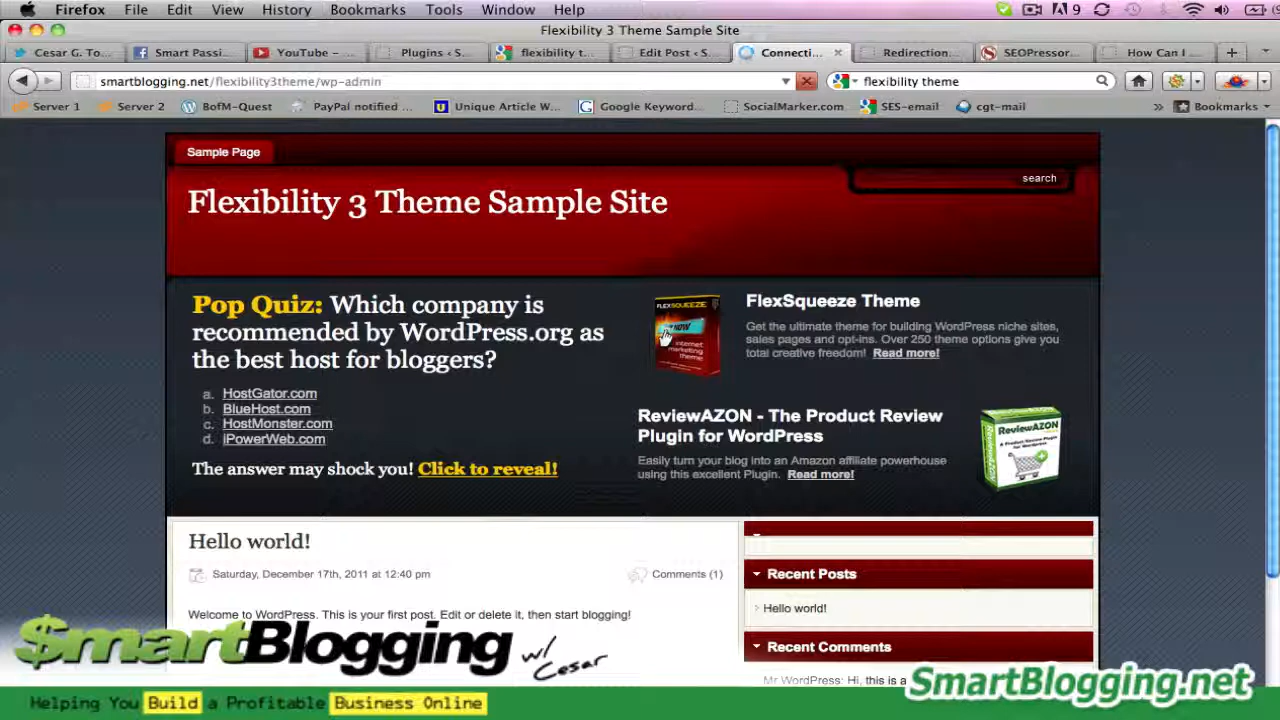 Firefox File Edit View History Bookmarks Tools Window Help
Flexibility 3 Theme Sample Site
Cesar G. To... Smart Passi... YouTube – ... Plugins ‹ S... flexibility t... Edit Post ‹ S... Connecti... Redirection... SEOPressor... How Can I ...
smartblogging.net/flexibility3theme/wp-admin flexibility theme
Server 1 Server 2 BofM-Quest PayPal notified ... Unique Article W... Google Keyword... SocialMarker.com SES-email cgt-mail » Bookmarks
Sample Page
search
Flexibility 3 Theme Sample Site
Pop Quiz: Which company is
recommended by WordPress.org as
the best host for bloggers?
a. HostGator.com
b. BlueHost.com
c. HostMonster.com
d. iPowerWeb.com
The answer may shock you! Click to reveal!
FLEXSQUEEZE
internet
marketing
theme
FlexSqueeze Theme
Get the ultimate theme for building WordPress niche sites,
sales pages and opt-ins. Over 250 theme options give you
total creative freedom! Read more!
ReviewAZON - The Product Review
Plugin for WordPress
Easily turn your blog into an Amazon affiliate powerhouse
using this excellent Plugin. Read more!
ReviewAZON
Hello world!
Saturday, December 17th, 2011 at 12:40 pm Comments (1)
Welcome to WordPress. This is your first post. Edit or delete it, then start blogging!
Recent Posts
Hello world!
Recent Comments
Mr WordPress: Hi, this is a
$martBlogging w/ Cesar
SmartBlogging.net
Helping You Build a Profitable Business Online